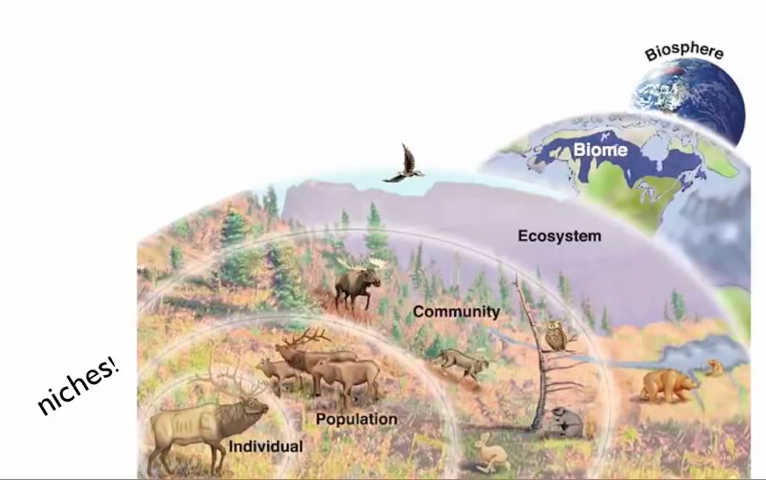 Biosphere
Biome
Ecosystem
Community
niches!
Population
Individual